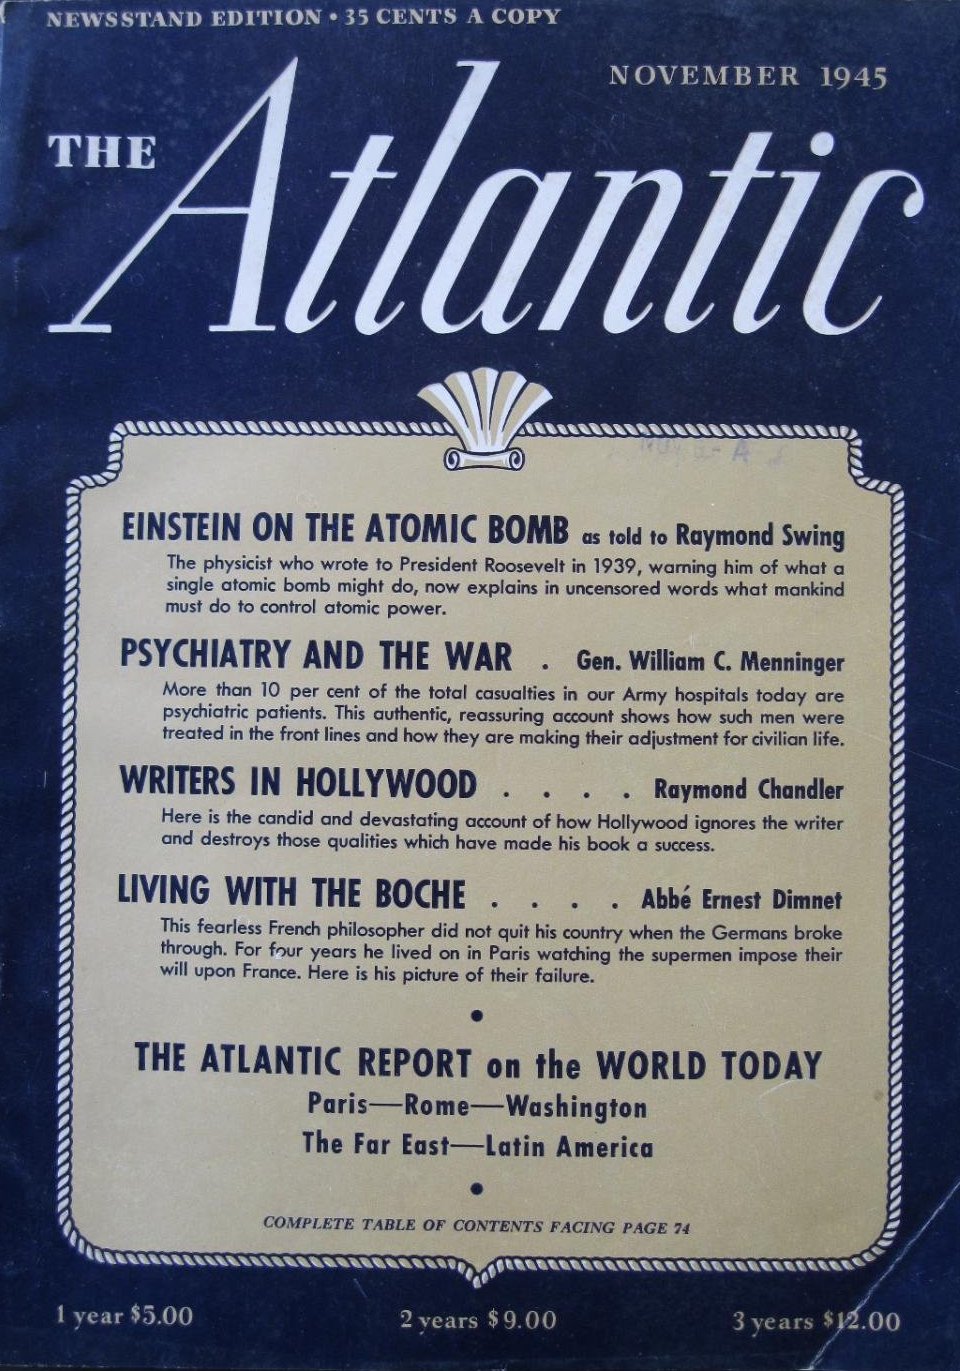 NEWSSTAND EDITION • 35 CENTS A COPY
NOVEMBER 1945
THE Atlantic
EINSTEIN ON THE ATOMIC BOMB as told to Raymond Swing
The physicist who wrote to President Roosevelt in 1939, warning him of what a
single atomic bomb might do, now explains in uncensored words what mankind
must do to control atomic power.
PSYCHIATRY AND THE WAR . Gen. William C. Menninger
More than 10 per cent of the total casualties in our Army hospitals today are
psychiatric patients. This authentic, reassuring account shows how such men were
treated in the front lines and how they are making their adjustment for civilian life.
WRITERS IN HOLLYWOOD . . . . Raymond Chandler
Here is the candid and devastating account of how Hollywood ignores the writer
and destroys those qualities which have made his book a success.
LIVING WITH THE BOCHE . . . . Abbé Ernest Dimnet
This fearless French philosopher did not quit his country when the Germans broke
through. For four years he lived on in Paris watching the supermen impose their
will upon France. Here is his picture of their failure.
•
THE ATLANTIC REPORT on the WORLD TODAY
Paris—Rome—Washington
The Far East—Latin America
•
COMPLETE TABLE OF CONTENTS FACING PAGE 74
1 year $5.00 2 years $9.00 3 years $12.00